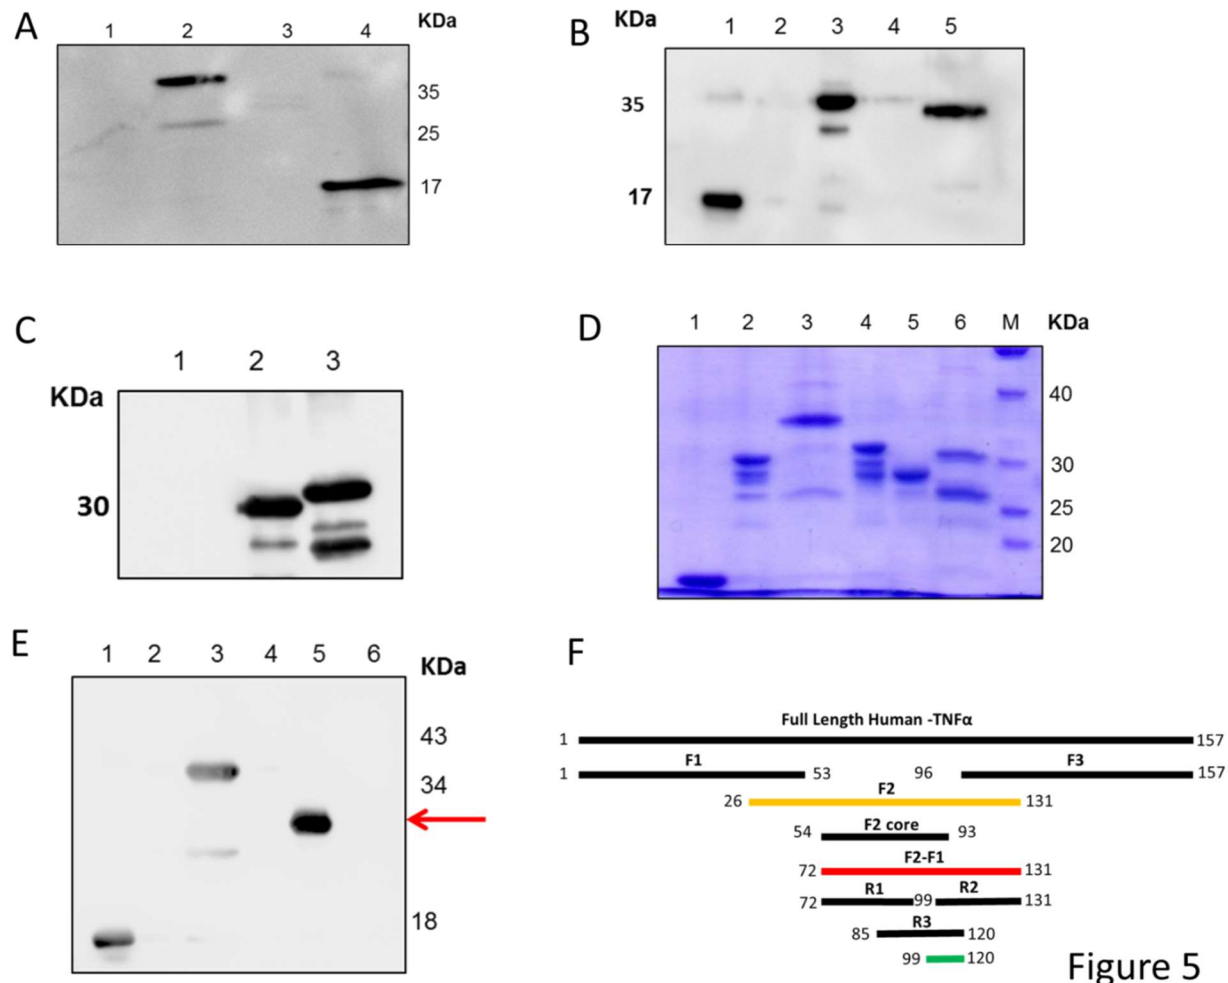 A
1 2 3 4 KDa
35
25
17
B
KDa 1 2 3 4 5
35
17
C
1 2 3
KDa
30
D
1 2 3 4 5 6 M KDa
40
30
25
20
E
1 2 3 4 5 6 KDa
43
34
18
F
Full Length Human -TNFα
1 157
F1 F3
1 53 96 157
F2
26 131
F2 core
54 93
F2-F1
72 131
R1 R2
72 99 131
R3
85 120
99 120
Figure 5